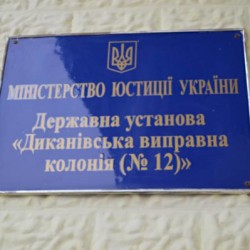 МІНІСТЕРСТВО ЮСТИЦІЇ УКРАЇНИ
Державна установа
«Диканівська виправна
колонія (№ 12)»